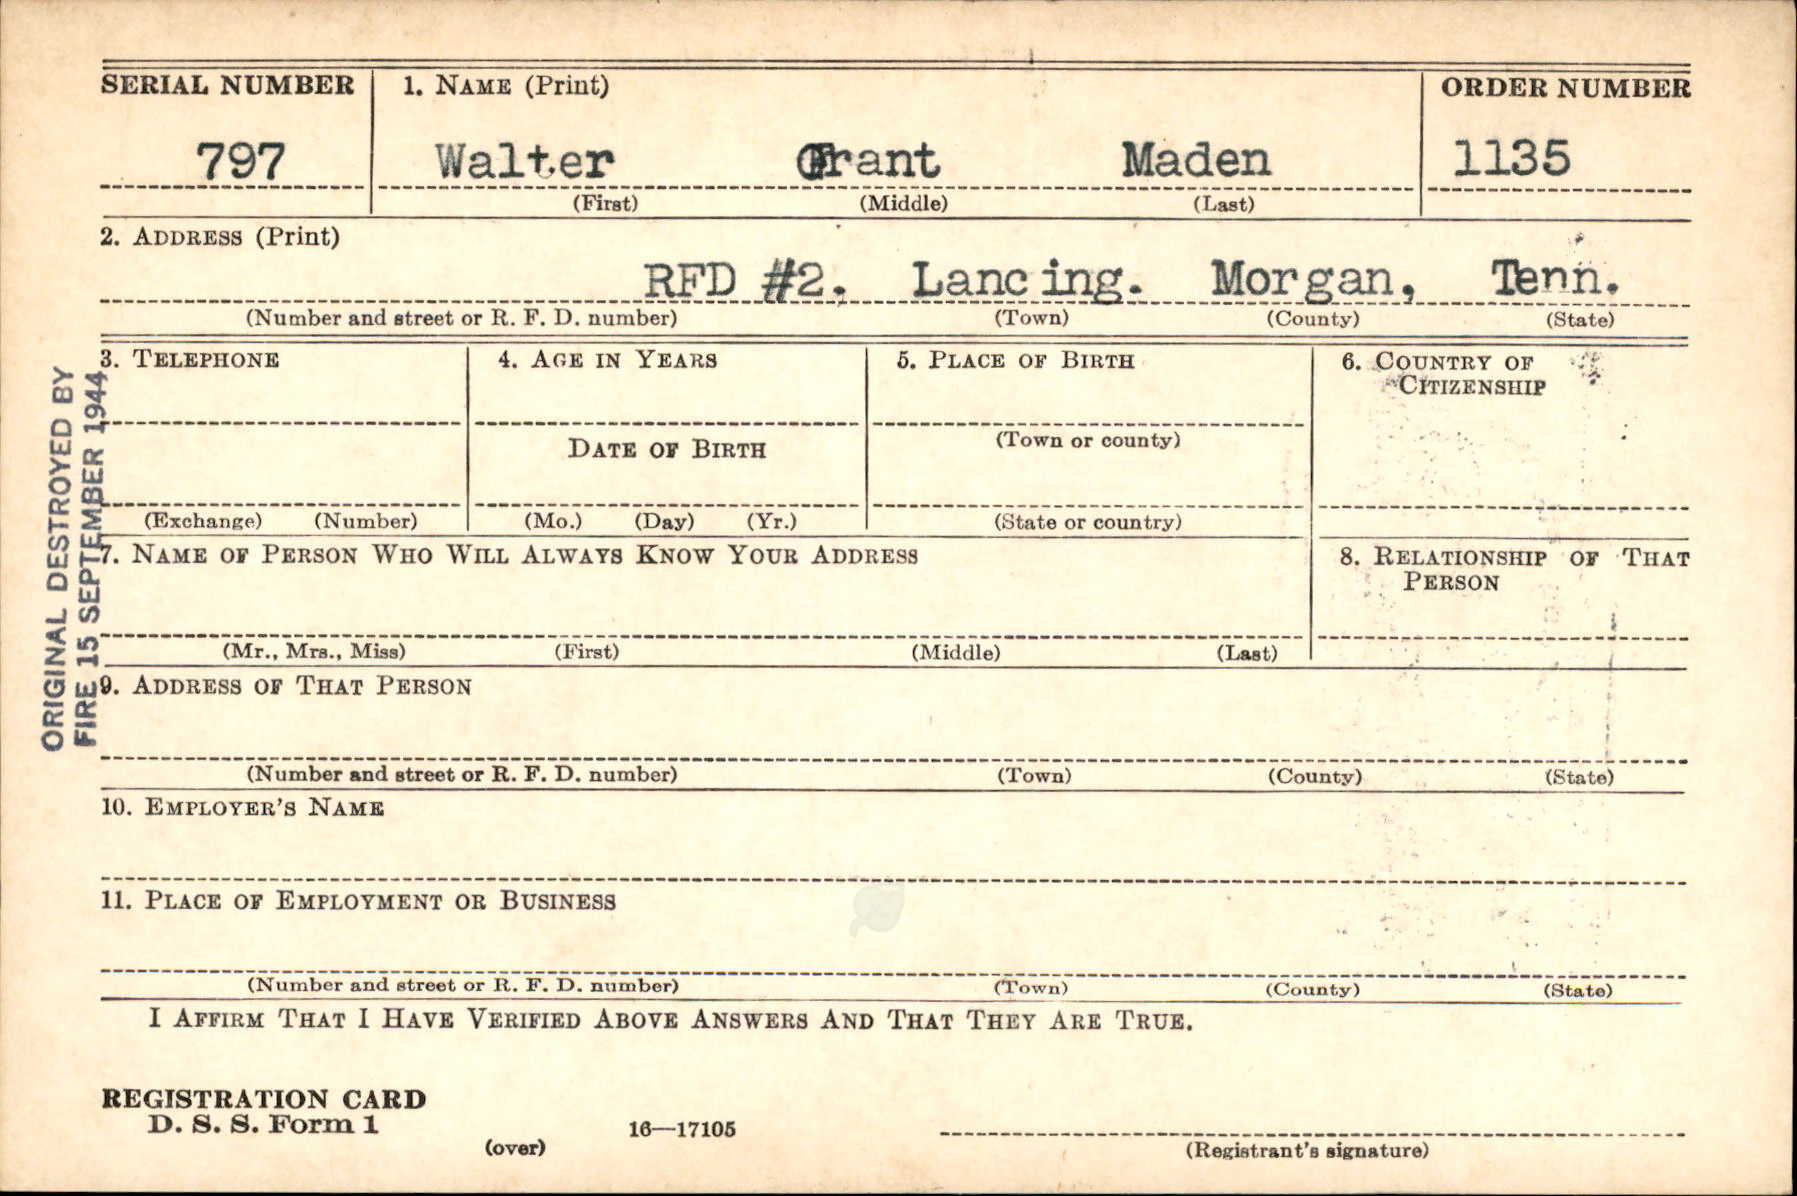 SERIAL NUMBER 1. NAME (Print) ORDER NUMBER
797 Walter Grant Maden 1135
(First) (Middle) (Last)
2. ADDRESS (Print)
RFD #2, Lancing. Morgan, Tenn.
(Number and street or R. F. D. number) (Town) (County) (State)
3. TELEPHONE 4. AGE IN YEARS 5. PLACE OF BIRTH 6. COUNTRY OF
CITIZENSHIP
DATE OF BIRTH (Town or county)
(Exchange) (Number) (Mo.) (Day) (Yr.) (State or country)
7. NAME OF PERSON WHO WILL ALWAYS KNOW YOUR ADDRESS 8. RELATIONSHIP OF THAT
PERSON
(Mr., Mrs., Miss) (First) (Middle) (Last)
9. ADDRESS OF THAT PERSON
(Number and street or R. F. D. number) (Town) (County) (State)
10. EMPLOYER'S NAME
11. PLACE OF EMPLOYMENT OR BUSINESS
(Number and street or R. F. D. number) (Town) (County) (State)
I AFFIRM THAT I HAVE VERIFIED ABOVE ANSWERS AND THAT THEY ARE TRUE.
REGISTRATION CARD
D. S. S. Form 1 16—17105
(over) (Registrant's signature)
ORIGINAL DESTROYED BY
FIRE 15 SEPTEMBER 1944